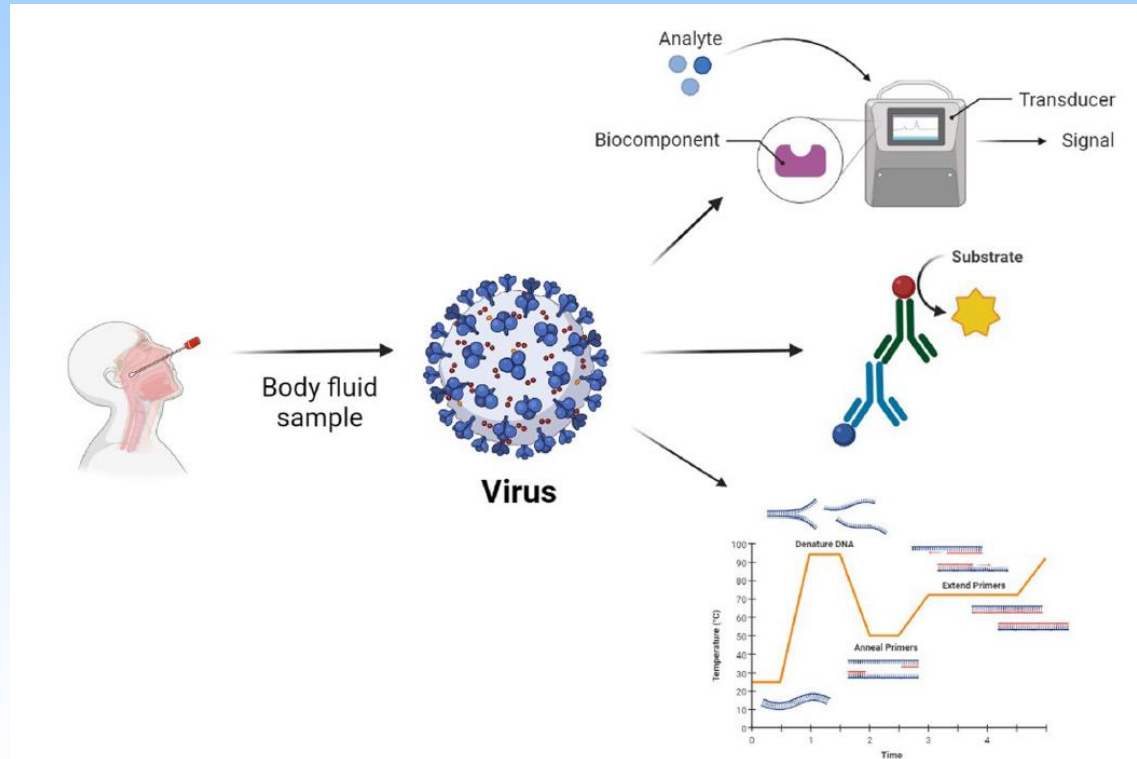 Analyte
Transducer
Biocomponent
Signal
Substrate
Body fluid
sample
Virus
Denature DNA
Extend Primers
Anneal Primers
Temperature (°C)
100
90
80
70
60
50
40
30
20
10
0
0 1 2 3 4
Time